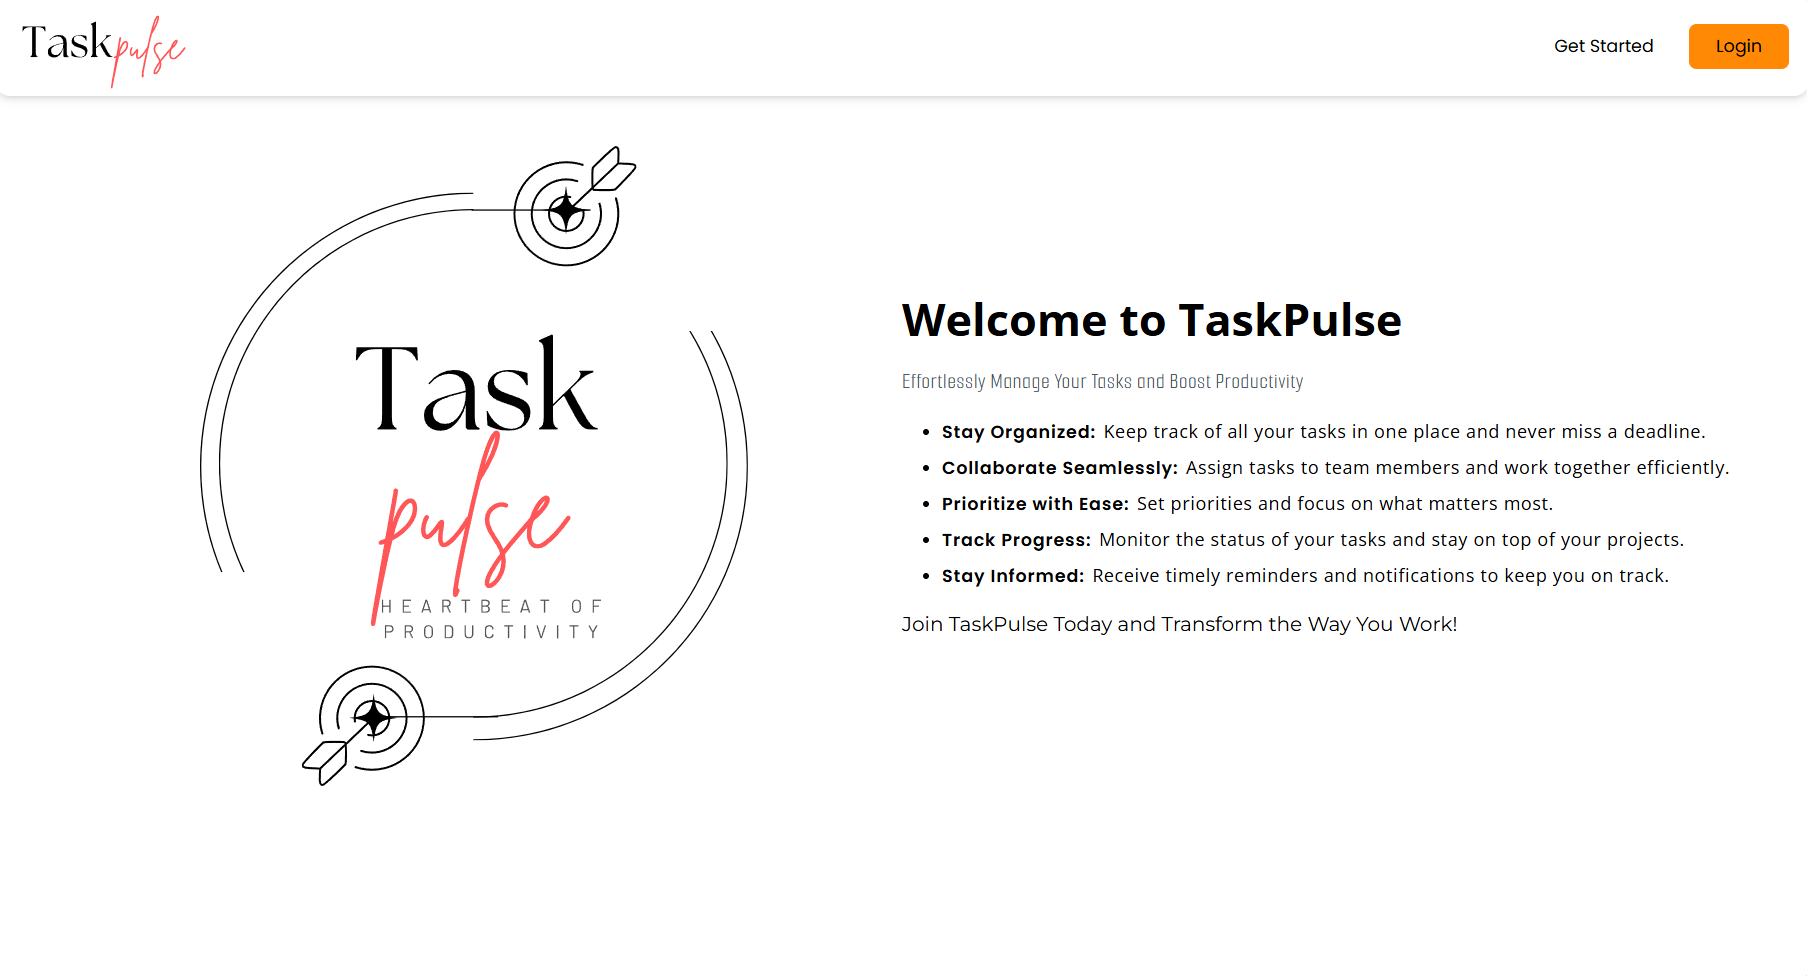 Taskpulse
Get Started
Login
Task
pulse
HEARTBEAT OF
PRODUCTIVITY
Welcome to TaskPulse
Effortlessly Manage Your Tasks and Boost Productivity
• Stay Organized: Keep track of all your tasks in one place and never miss a deadline.
• Collaborate Seamlessly: Assign tasks to team members and work together efficiently.
• Prioritize with Ease: Set priorities and focus on what matters most.
• Track Progress: Monitor the status of your tasks and stay on top of your projects.
• Stay Informed: Receive timely reminders and notifications to keep you on track.
Join TaskPulse Today and Transform the Way You Work!